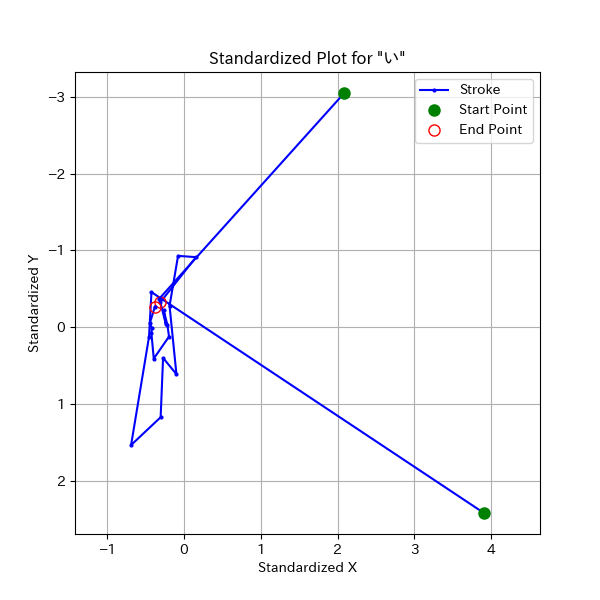 Standardized Plot for "い"
Stroke
Start Point
End Point
Standardized Y
−3
−2
−1
0
1
2
−1 0 1 2 3 4
Standardized X